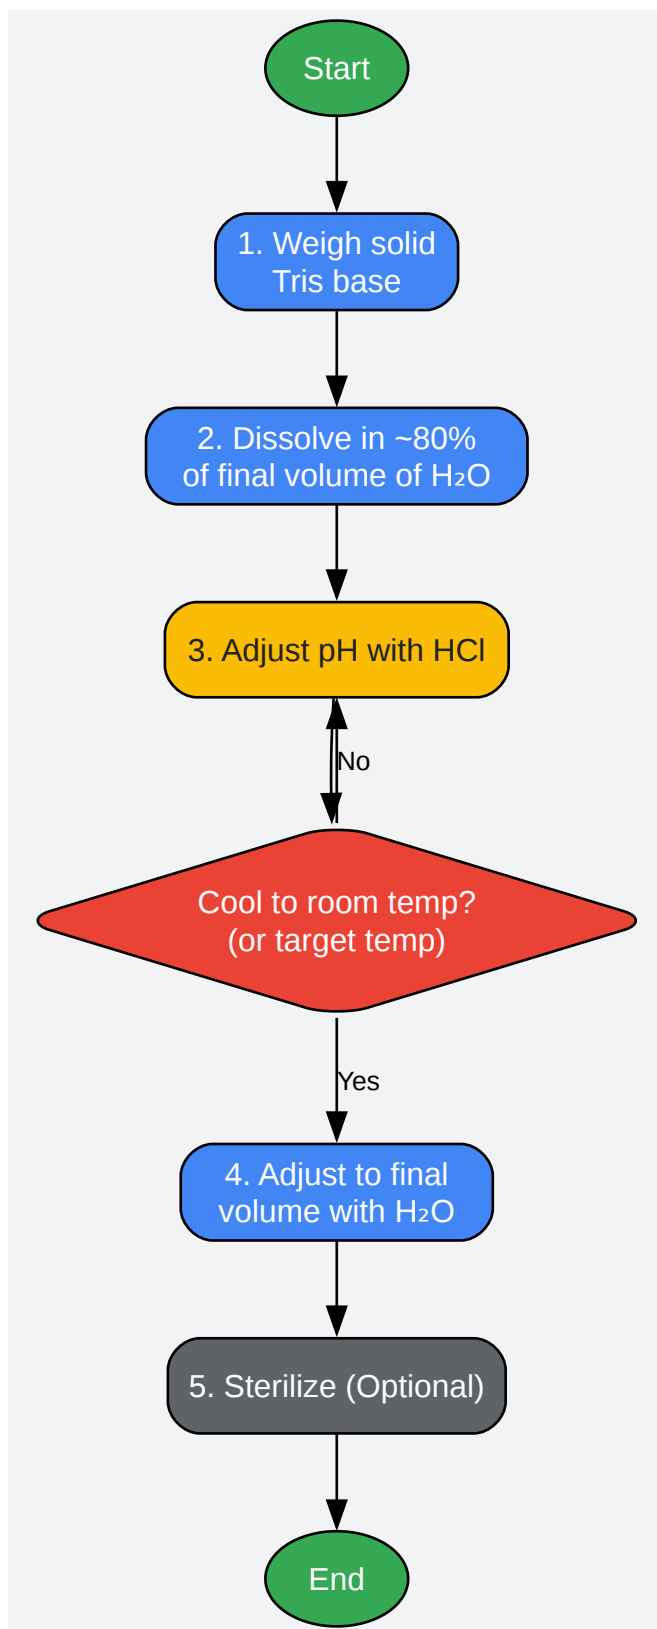 Start
1. Weigh solid
Tris base
2. Dissolve in ~80%
of final volume of H₂O
3. Adjust pH with HCl
No
Cool to room temp?
(or target temp)
Yes
4. Adjust to final
volume with H₂O
5. Sterilize (Optional)
End